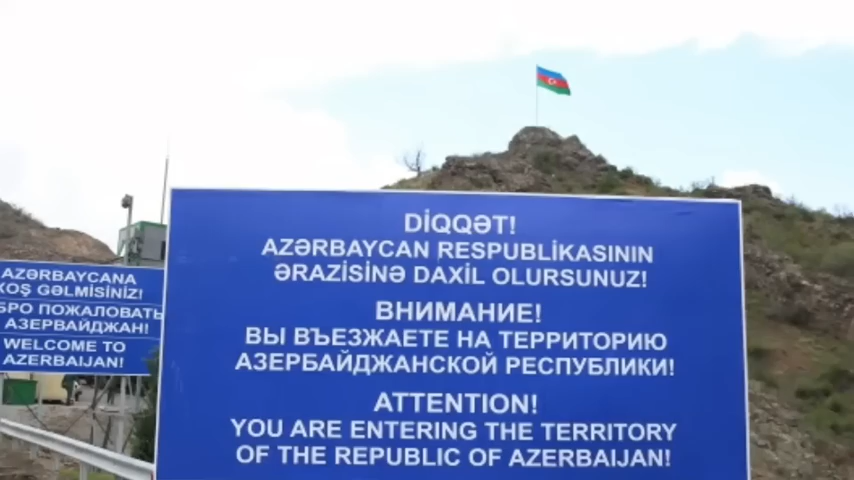 AZƏRBAYCANA
XOŞ GƏLMİSİNİZ!
ПОЖАЛОВАТЬ
АЗЕРБАЙДЖАН!
WELCOME TO
AZERBAIJAN!
DİQQƏT!
AZƏRBAYCAN RESPUBLİKASININ
ƏRAZİSİNƏ DAXİL OLURSUNUZ!
ВНИМАНИЕ!
ВЫ ВЪЕЗЖАЕТЕ НА ТЕРРИТОРИЮ
АЗЕРБАЙДЖАНСКОЙ РЕСПУБЛИКИ!
ATTENTION!
YOU ARE ENTERING THE TERRITORY
OF THE REPUBLIC OF AZERBAIJAN!